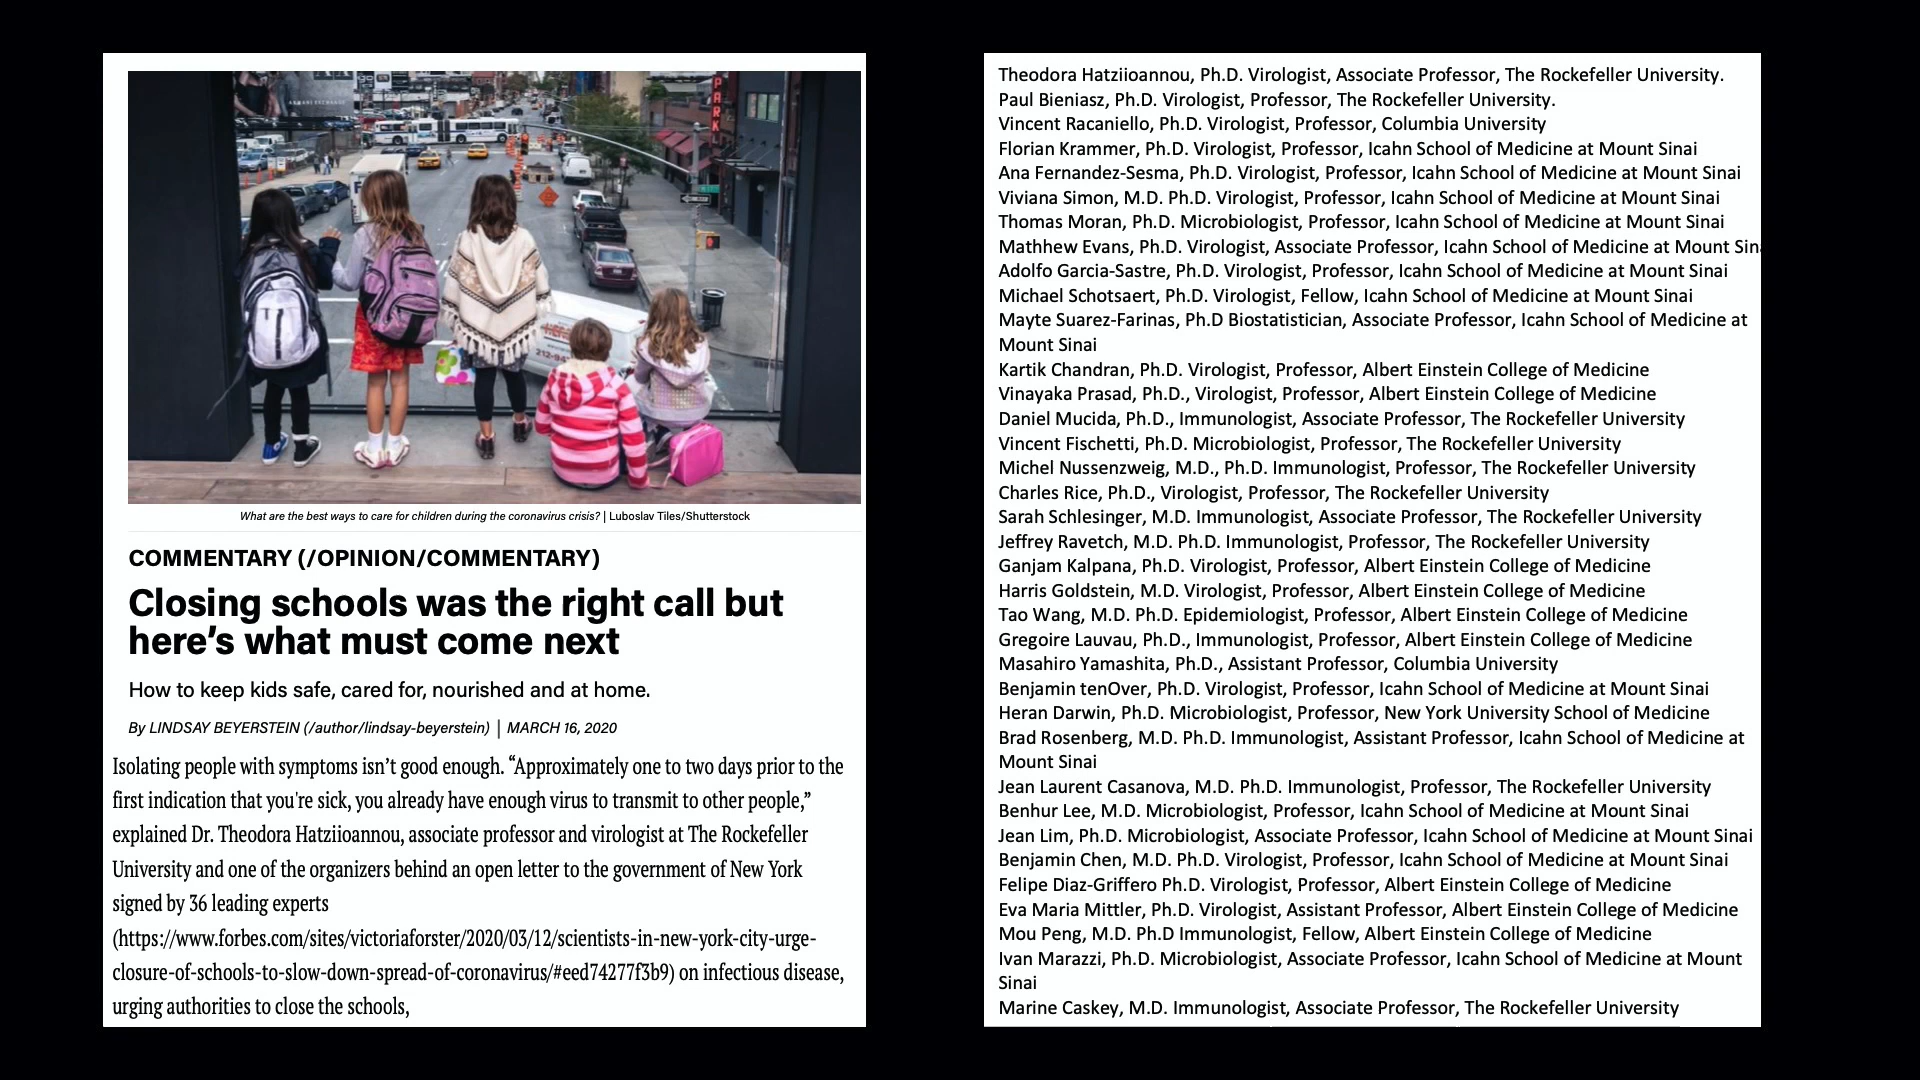 ARMANI EXCHANGE
PARK
212-94
What are the best ways to care for children during the coronavirus crisis? | Luboslav Tiles/Shutterstock
COMMENTARY (/OPINION/COMMENTARY)
Closing schools was the right call but
here’s what must come next
How to keep kids safe, cared for, nourished and at home.
By LINDSAY BEYERSTEIN (/author/lindsay-beyerstein) | MARCH 16, 2020
Isolating people with symptoms isn’t good enough. “Approximately one to two days prior to the
first indication that you're sick, you already have enough virus to transmit to other people,”
explained Dr. Theodora Hatziioannou, associate professor and virologist at The Rockefeller
University and one of the organizers behind an open letter to the government of New York
signed by 36 leading experts
(https://www.forbes.com/sites/victoriaforster/2020/03/12/scientists-in-new-york-city-urge-
closure-of-schools-to-slow-down-spread-of-coronavirus/#eed74277f3b9) on infectious disease,
urging authorities to close the schools,
Theodora Hatziioannou, Ph.D. Virologist, Associate Professor, The Rockefeller University.
Paul Bieniasz, Ph.D. Virologist, Professor, The Rockefeller University.
Vincent Racaniello, Ph.D. Virologist, Professor, Columbia University
Florian Krammer, Ph.D. Virologist, Professor, Icahn School of Medicine at Mount Sinai
Ana Fernandez-Sesma, Ph.D. Virologist, Professor, Icahn School of Medicine at Mount Sinai
Viviana Simon, M.D. Ph.D. Virologist, Professor, Icahn School of Medicine at Mount Sinai
Thomas Moran, Ph.D. Microbiologist, Professor, Icahn School of Medicine at Mount Sinai
Mathhew Evans, Ph.D. Virologist, Associate Professor, Icahn School of Medicine at Mount Sina
Adolfo Garcia-Sastre, Ph.D. Virologist, Professor, Icahn School of Medicine at Mount Sinai
Michael Schotsaert, Ph.D. Virologist, Fellow, Icahn School of Medicine at Mount Sinai
Mayte Suarez-Farinas, Ph.D Biostatistician, Associate Professor, Icahn School of Medicine at
Mount Sinai
Kartik Chandran, Ph.D. Virologist, Professor, Albert Einstein College of Medicine
Vinayaka Prasad, Ph.D., Virologist, Professor, Albert Einstein College of Medicine
Daniel Mucida, Ph.D., Immunologist, Associate Professor, The Rockefeller University
Vincent Fischetti, Ph.D. Microbiologist, Professor, The Rockefeller University
Michel Nussenzweig, M.D., Ph.D. Immunologist, Professor, The Rockefeller University
Charles Rice, Ph.D., Virologist, Professor, The Rockefeller University
Sarah Schlesinger, M.D. Immunologist, Associate Professor, The Rockefeller University
Jeffrey Ravetch, M.D. Ph.D. Immunologist, Professor, The Rockefeller University
Ganjam Kalpana, Ph.D. Virologist, Professor, Albert Einstein College of Medicine
Harris Goldstein, M.D. Virologist, Professor, Albert Einstein College of Medicine
Tao Wang, M.D. Ph.D. Epidemiologist, Professor, Albert Einstein College of Medicine
Gregoire Lauvau, Ph.D., Immunologist, Professor, Albert Einstein College of Medicine
Masahiro Yamashita, Ph.D., Assistant Professor, Columbia University
Benjamin tenOver, Ph.D. Virologist, Professor, Icahn School of Medicine at Mount Sinai
Heran Darwin, Ph.D. Microbiologist, Professor, New York University School of Medicine
Brad Rosenberg, M.D. Ph.D. Immunologist, Assistant Professor, Icahn School of Medicine at
Mount Sinai
Jean Laurent Casanova, M.D. Ph.D. Immunologist, Professor, The Rockefeller University
Benhur Lee, M.D. Microbiologist, Professor, Icahn School of Medicine at Mount Sinai
Jean Lim, Ph.D. Microbiologist, Associate Professor, Icahn School of Medicine at Mount Sinai
Benjamin Chen, M.D. Ph.D. Virologist, Professor, Icahn School of Medicine at Mount Sinai
Felipe Diaz-Griffero Ph.D. Virologist, Professor, Albert Einstein College of Medicine
Eva Maria Mittler, Ph.D. Virologist, Assistant Professor, Albert Einstein College of Medicine
Mou Peng, M.D. Ph.D Immunologist, Fellow, Albert Einstein College of Medicine
Ivan Marazzi, Ph.D. Microbiologist, Associate Professor, Icahn School of Medicine at Mount
Sinai
Marine Caskey, M.D. Immunologist, Associate Professor, The Rockefeller University